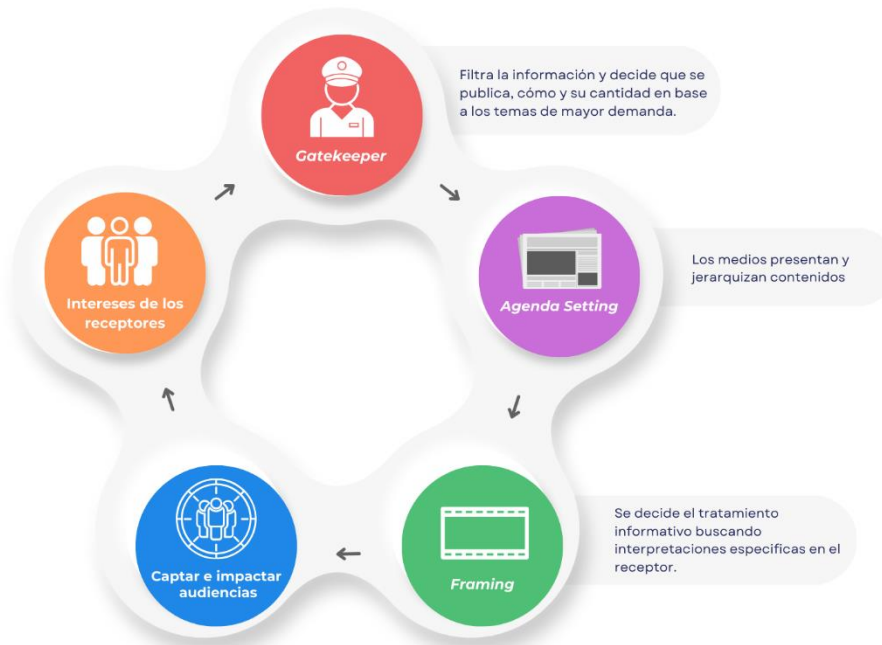 Gatekeeper
Filtra la información y decide que se
publica, cómo y su cantidad en base
a los temas de mayor demanda.
Agenda Setting
Los medios presentan y
jerarquizan contenidos
Framing
Se decide el tratamiento
informativo buscando
interpretaciones especificas en el
receptor.
Captar e impactar
audiencias
Intereses de los
receptores